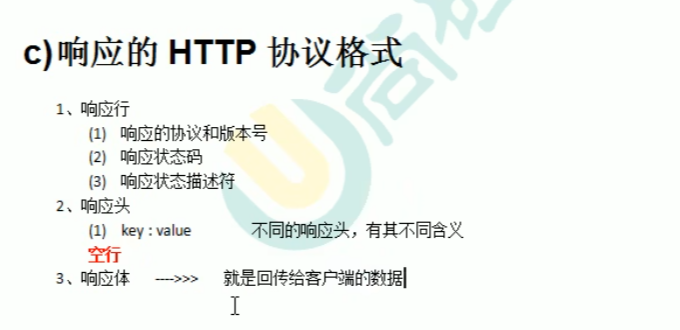 c)响应的 HTTP 协议格式
1、响应行
(1) 响应的协议和版本号
(2) 响应状态码
(3) 响应状态描述符
2、响应头
(1) key : value 不同的响应头，有其不同含义
空行
3、响应体 ---->>> 就是回传给客户端的数据